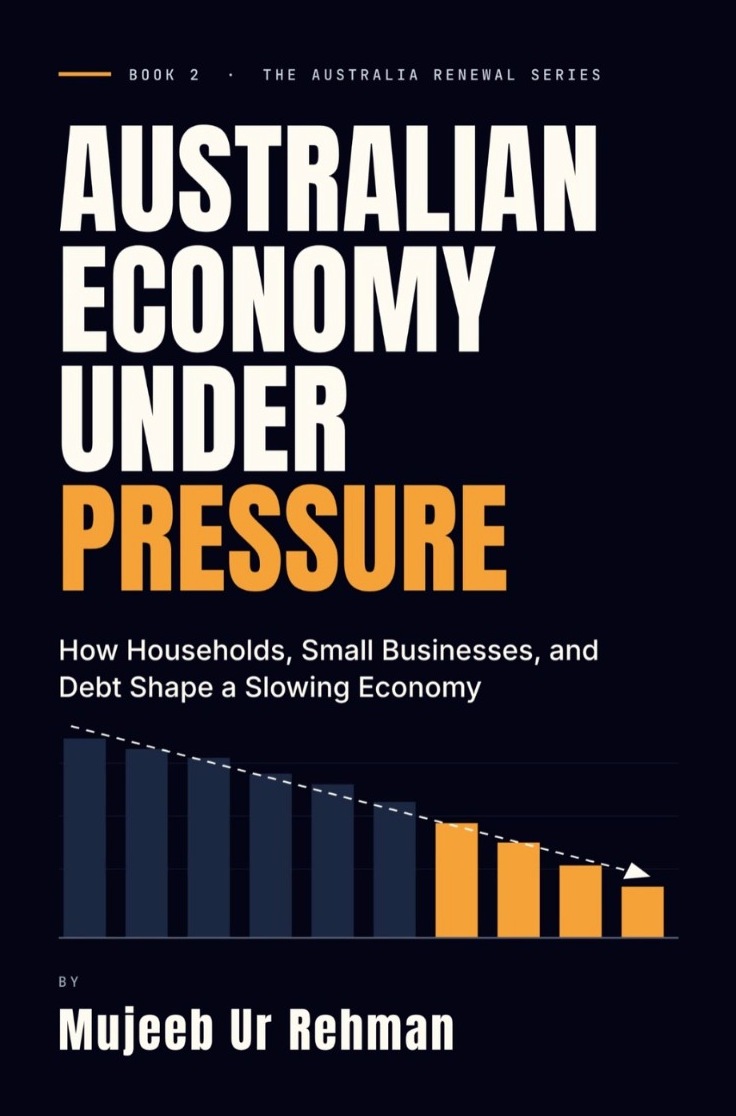 BOOK 2 · THE AUSTRALIA RENEWAL SERIES
AUSTRALIAN
ECONOMY
UNDER
PRESSURE
How Households, Small Businesses, and
Debt Shape a Slowing Economy
BY
Mujeeb Ur Rehman